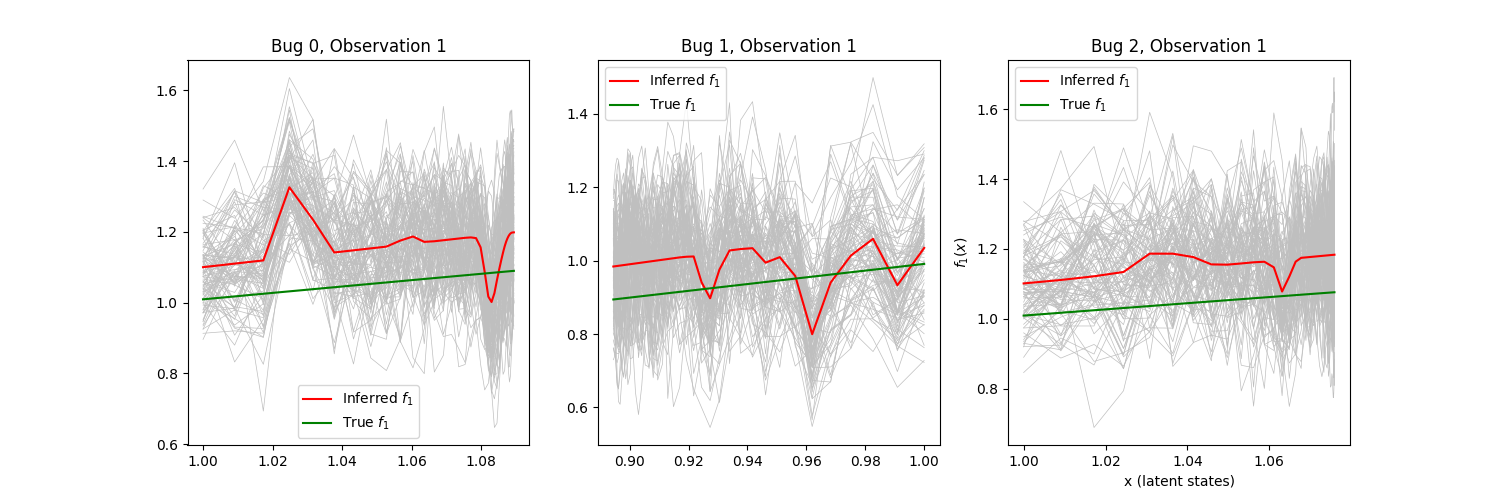 Bug 0, Observation 1
1.6
1.4
1.2
1.0
0.8
0.6
Inferred f₁
True f₁
1.00 1.02 1.04 1.06 1.08
Bug 1, Observation 1
Inferred f₁
True f₁
1.4
1.2
1.0
0.8
0.6
0.90 0.92 0.94 0.96 0.98 1.00
Bug 2, Observation 1
Inferred f₁
True f₁
f₁(x)
1.6
1.4
1.2
1.0
0.8
1.00 1.02 1.04 1.06
x (latent states)